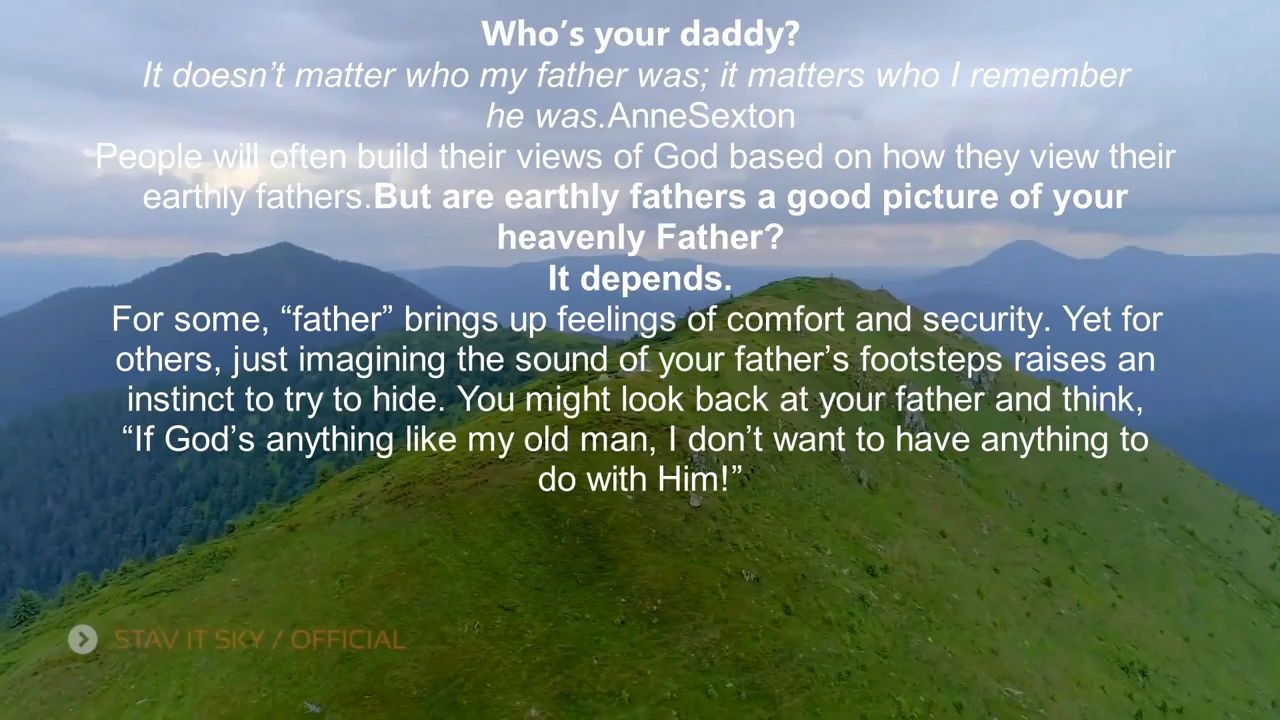 Who’s your daddy?
It doesn’t matter who my father was; it matters who I remember
he was.AnneSexton
People will often build their views of God based on how they view their
earthly fathers.But are earthly fathers a good picture of your
heavenly Father?
It depends.
For some, “father” brings up feelings of comfort and security. Yet for
others, just imagining the sound of your father’s footsteps raises an
instinct to try to hide. You might look back at your father and think,
“If God’s anything like my old man, I don’t want to have anything to
do with Him!”
STAV IT SKY / OFFICIAL